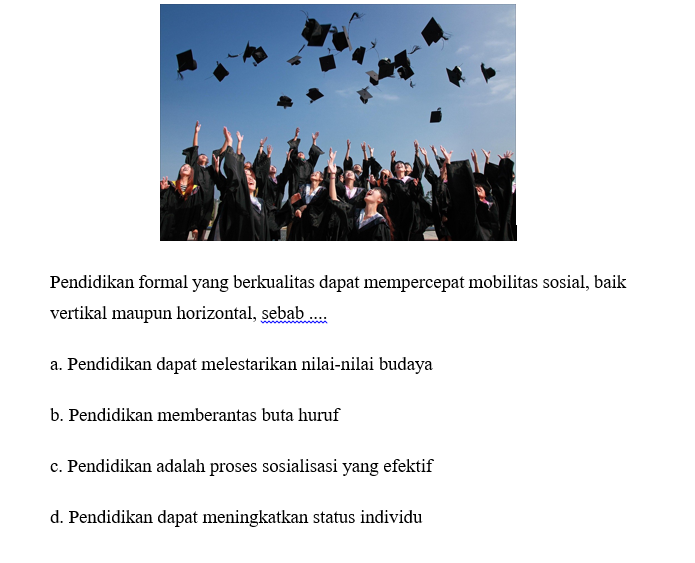 Pendidikan formal yang berkualitas dapat mempercepat mobilitas sosial, baik
vertikal maupun horizontal, sebab ....
a. Pendidikan dapat melestarikan nilai-nilai budaya
b. Pendidikan memberantas buta huruf
c. Pendidikan adalah proses sosialisasi yang efektif
d. Pendidikan dapat meningkatkan status individu